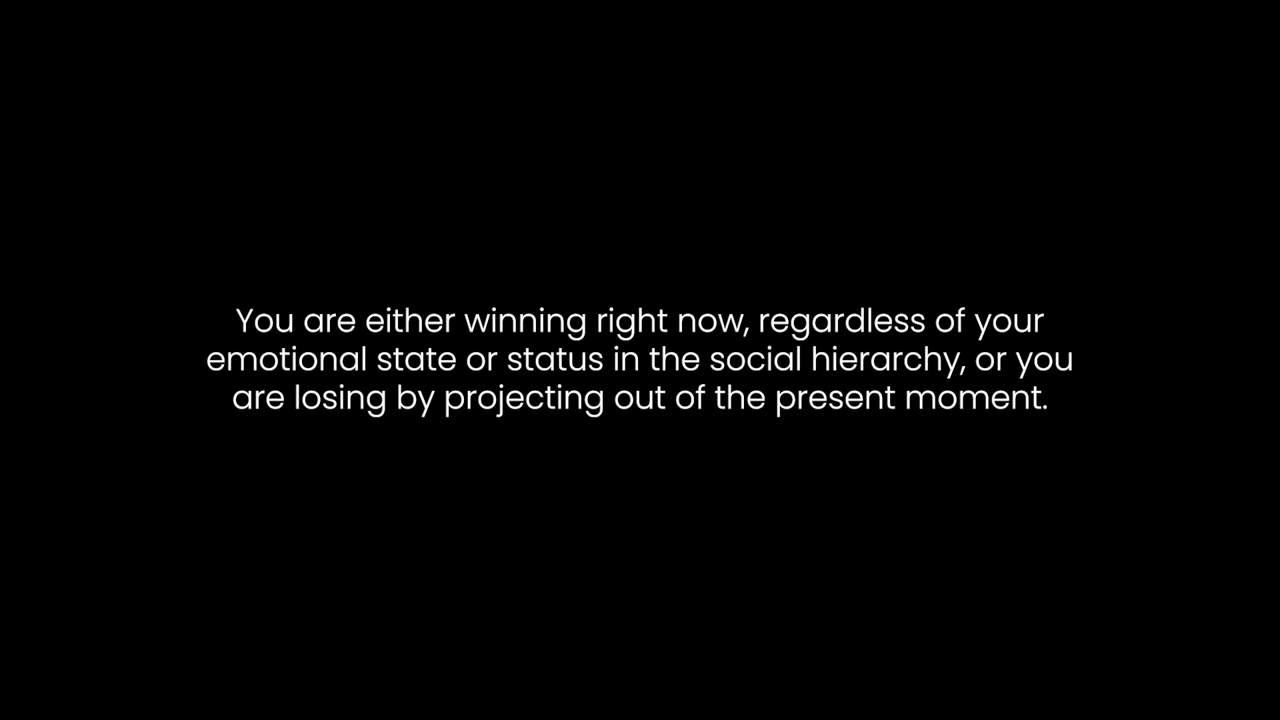 You are either winning right now, regardless of your
emotional state or status in the social hierarchy, or you
are losing by projecting out of the present moment.